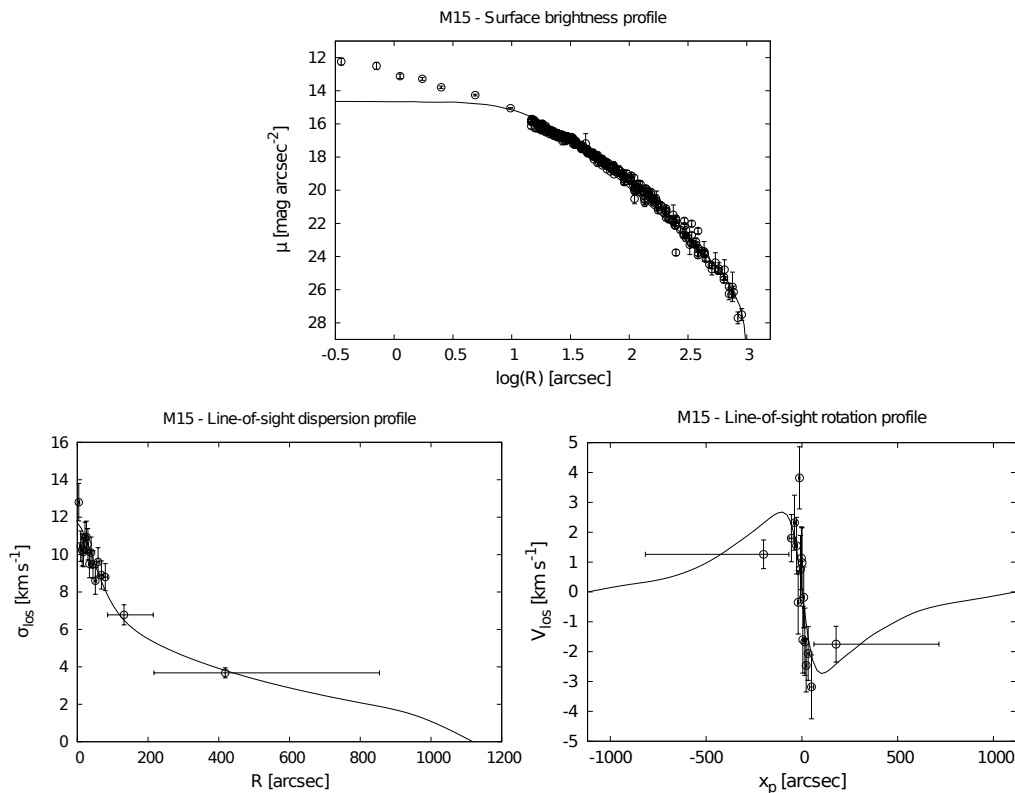 M15 - Surface brightness profile
12
14
16
18
20
22
24
26
28
μ [mag arcsec-2]
-0.5 0 0.5 1 1.5 2 2.5 3
log(R) [arcsec]
M15 - Line-of-sight dispersion profile
16
14
12
10
8
6
4
2
0
σlos [km s-1]
0 200 400 600 800 1000 1200
R [arcsec]
M15 - Line-of-sight rotation profile
5
4
3
2
1
0
-1
-2
-3
-4
-5
Vlos [km s-1]
-1000 -500 0 500 1000
xp [arcsec]